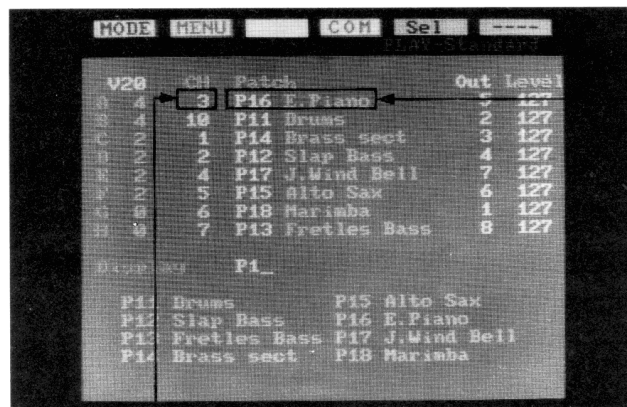 MODE MENU COM Sel ----
PLAY-Standard
V20 CH Patch Out Level
A 4 3 P16 E.Piano 5 127
B 4 10 P11 Drums 2 127
C 2 1 P14 Brass sect 3 127
D 2 2 P12 Slap Bass 4 127
E 2 4 P17 J.Wind Bell 7 127
F 2 5 P15 Alto Sax 6 127
G 0 6 P18 Marimba 1 127
H 0 7 P13 Fretles Bass 8 127
Display P1_
P11 Drums P15 Alto Sax
P12 Slap Bass P16 E.Piano
P13 Fretles Bass P17 J.Wind Bell
P14 Brass sect P18 Marimba